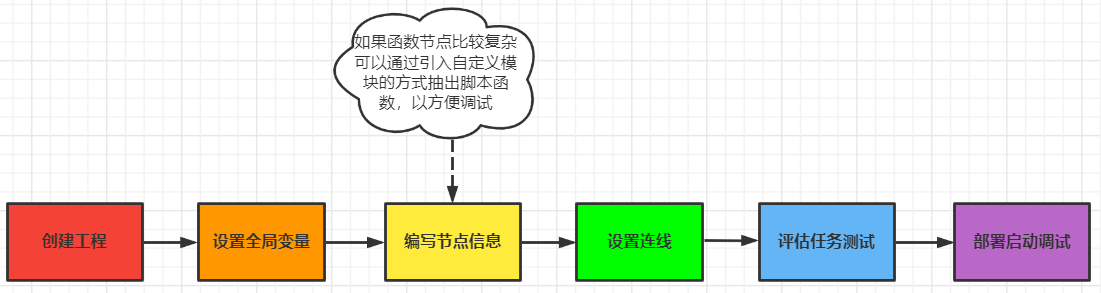 如果函数节点比较复杂
可以通过引入自定义模
块的方式抽出脚本函
数，以方便调试
创建工程
设置全局变量
编写节点信息
设置连线
评估任务测试
部署启动调试